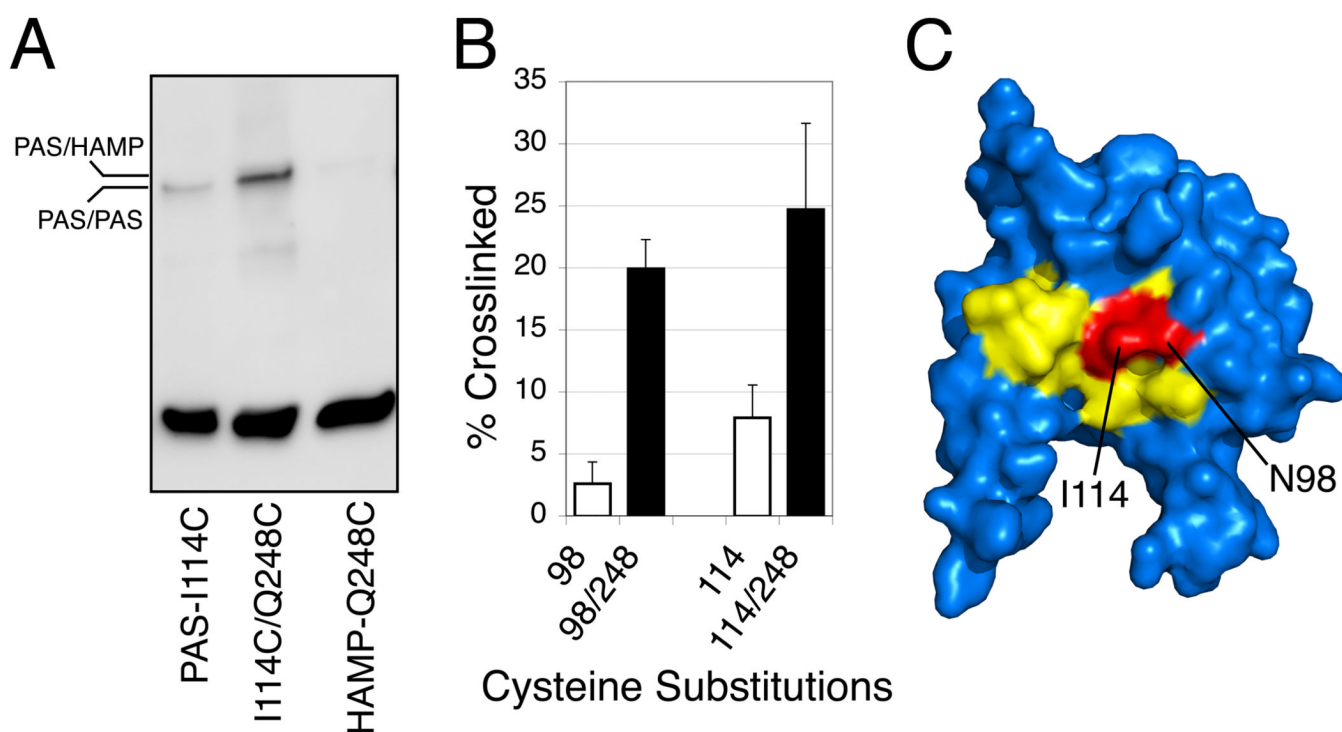 A
PAS/HAMP
PAS/PAS
PAS-I114C
I114C/Q248C
HAMP-Q248C
B
% Crosslinked
35
30
25
20
15
10
5
0
98
98/248
114
114/248
Cysteine Substitutions
C
I114
N98